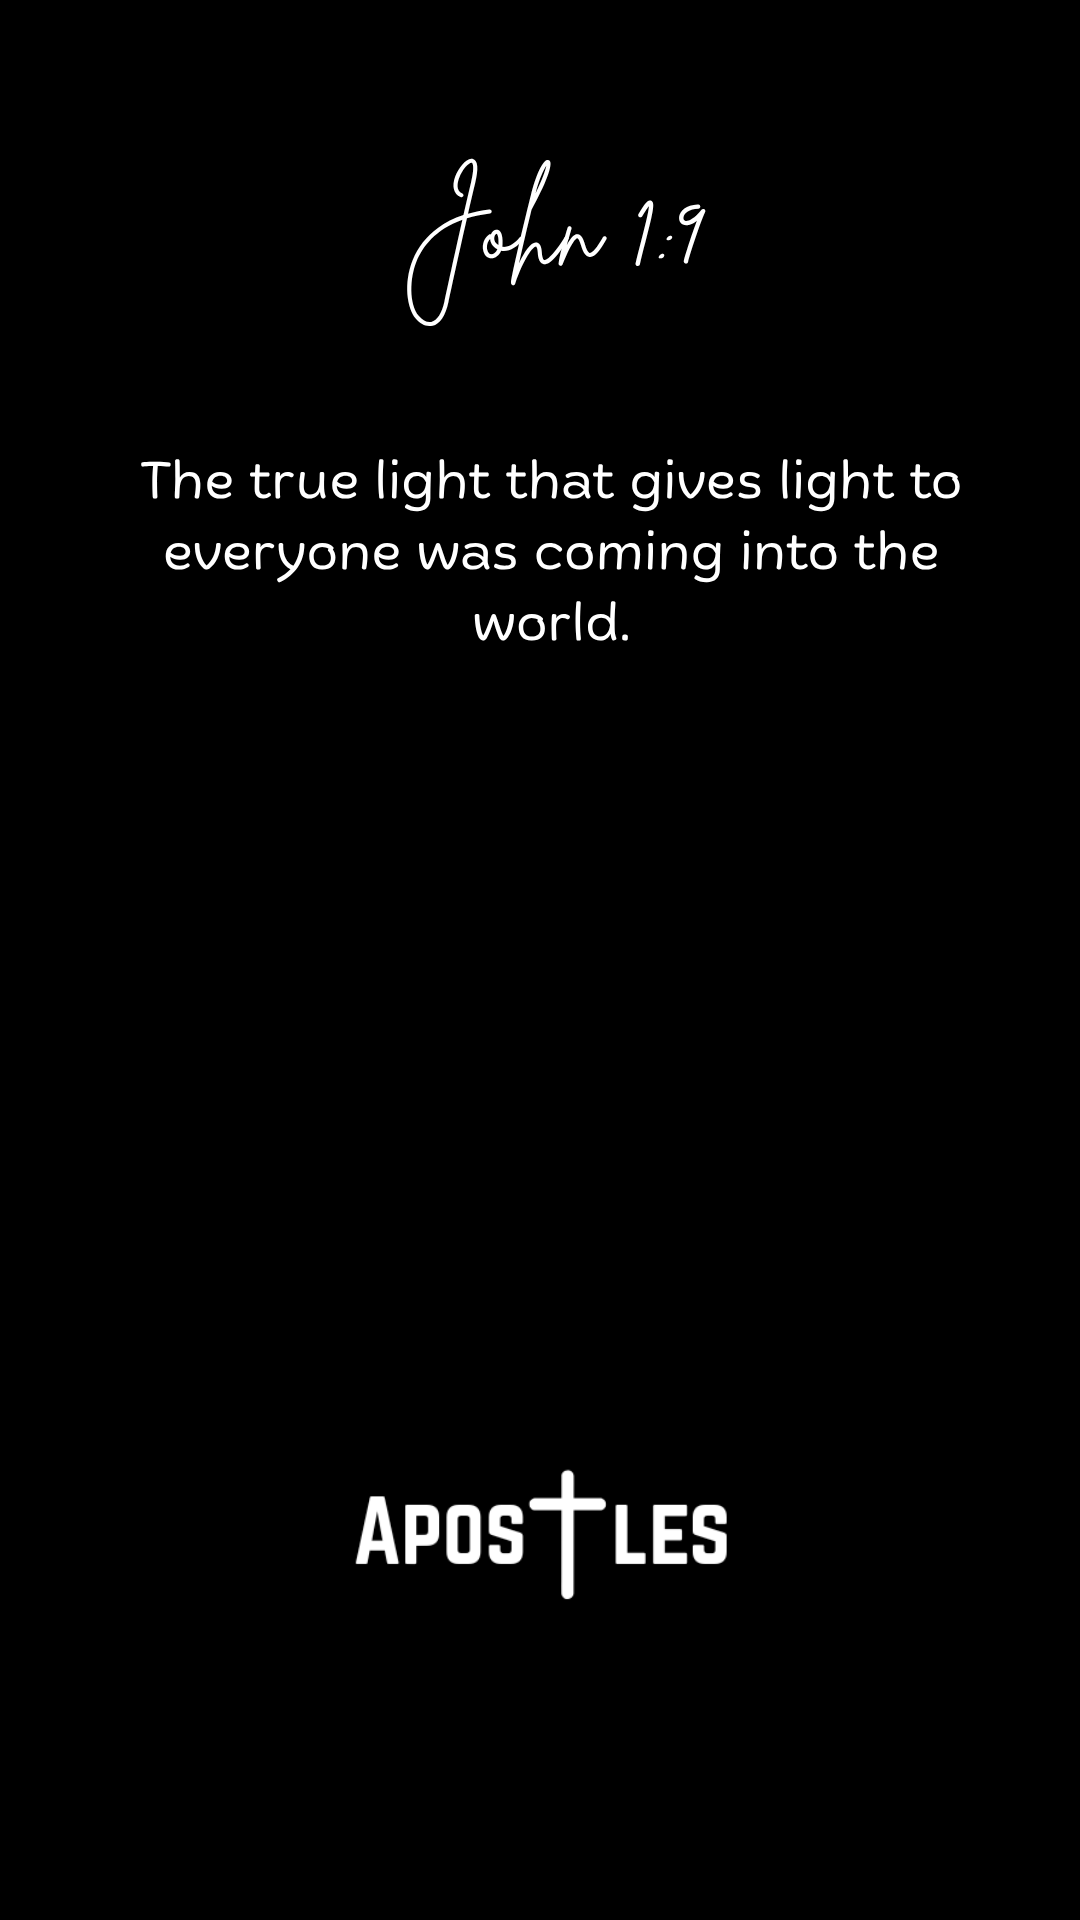 John 1:9
The true light that gives light to
everyone was coming into the
world.
Apostles